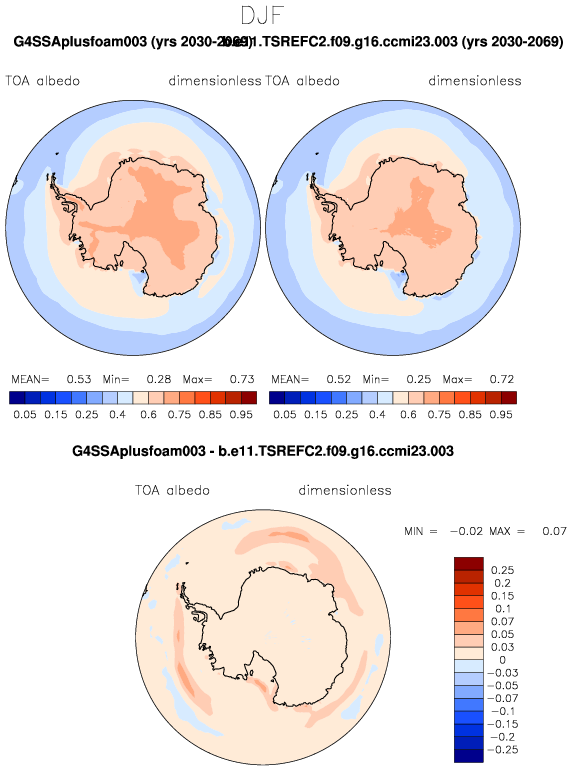 DJF
G4SSAplusfoam003 (yrs 2030-2069) b.e11.TSREFC2.f09.g16.ccmi23.003 (yrs 2030-2069)
TOA albedo dimensionless TOA albedo dimensionless
MEAN= 0.53 Min= 0.28 Max= 0.73 MEAN= 0.52 Min= 0.25 Max= 0.72
0.05 0.15 0.25 0.4 0.6 0.75 0.85 0.95 0.05 0.15 0.25 0.4 0.6 0.75 0.85 0.95
G4SSAplusfoam003 - b.e11.TSREFC2.f09.g16.ccmi23.003
TOA albedo dimensionless
MIN = -0.02 MAX = 0.07
0.25
0.2
0.15
0.1
0.07
0.05
0.03
0
-0.03
-0.05
-0.07
-0.1
-0.15
-0.2
-0.25